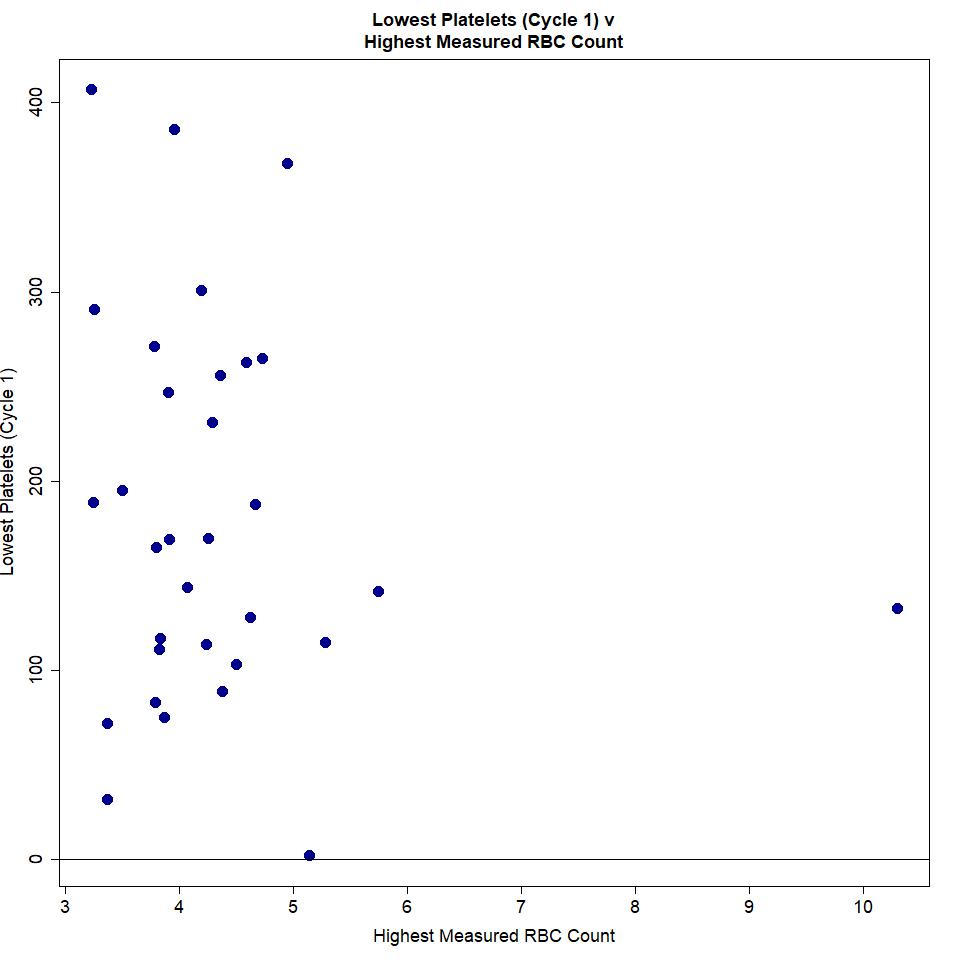 Lowest Platelets (Cycle 1) v
Highest Measured RBC Count
400
300
200
100
0
Lowest Platelets (Cycle 1)
3 4 5 6 7 8 9 10
Highest Measured RBC Count